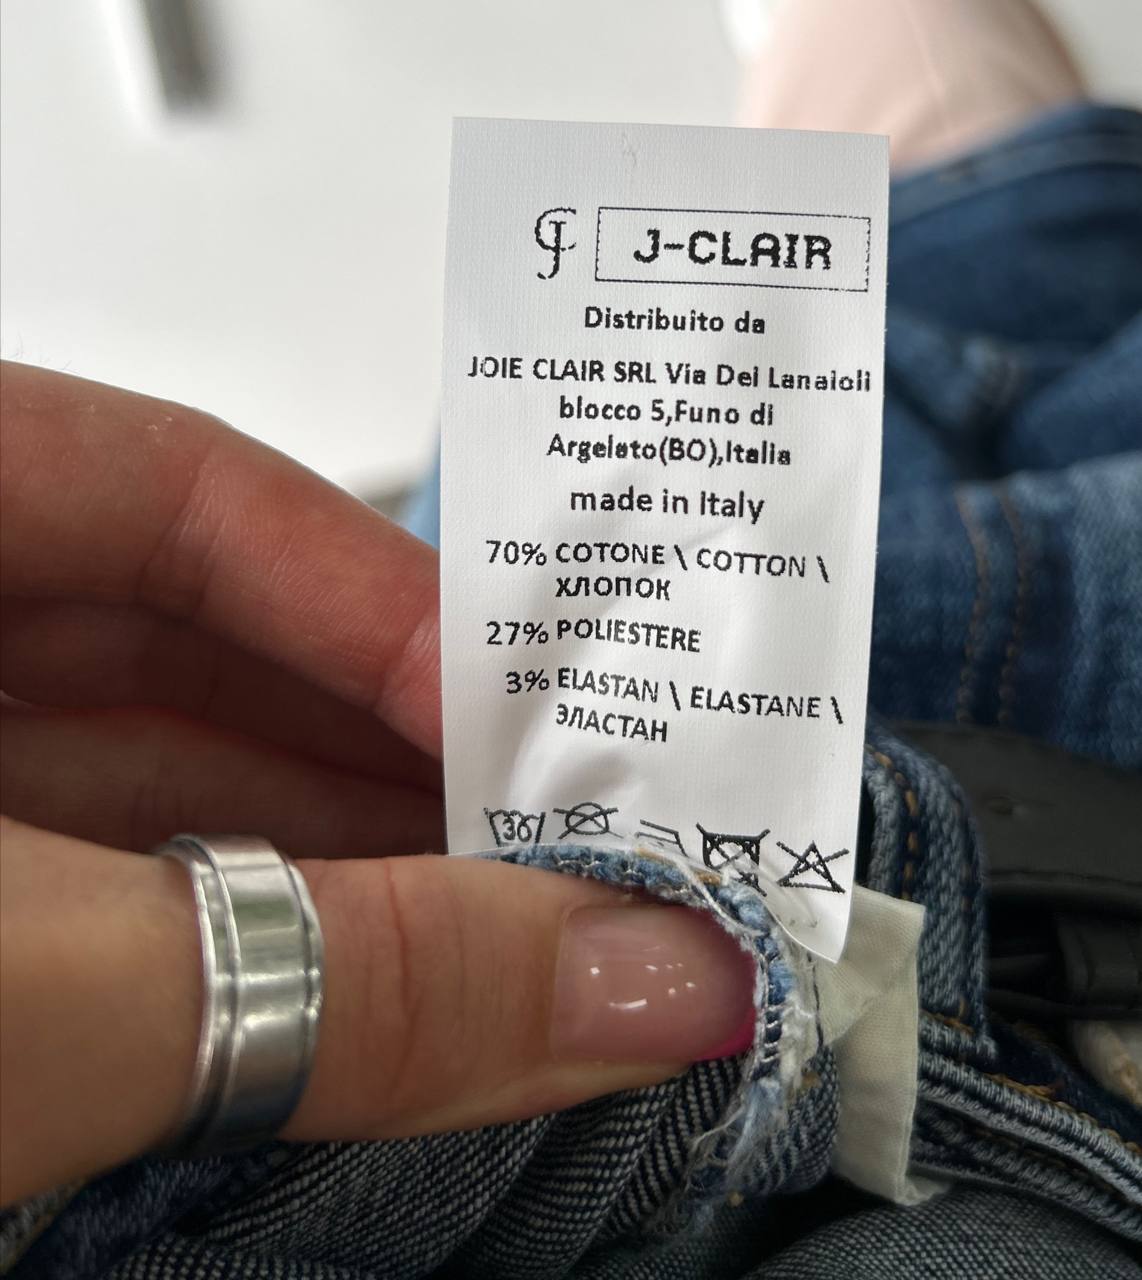 J-CLAIR
Distribuito da
JOIE CLAIR SRL Via Dei Lanaioli
blocco 5,Funo di
Argelato(BO),Italia
made in Italy
70% COTONE \ COTTON \
ХЛОПОК
27% POLIESTERE
3% ELASTAN \ ELASTANE \
ЭЛАСТАН
30